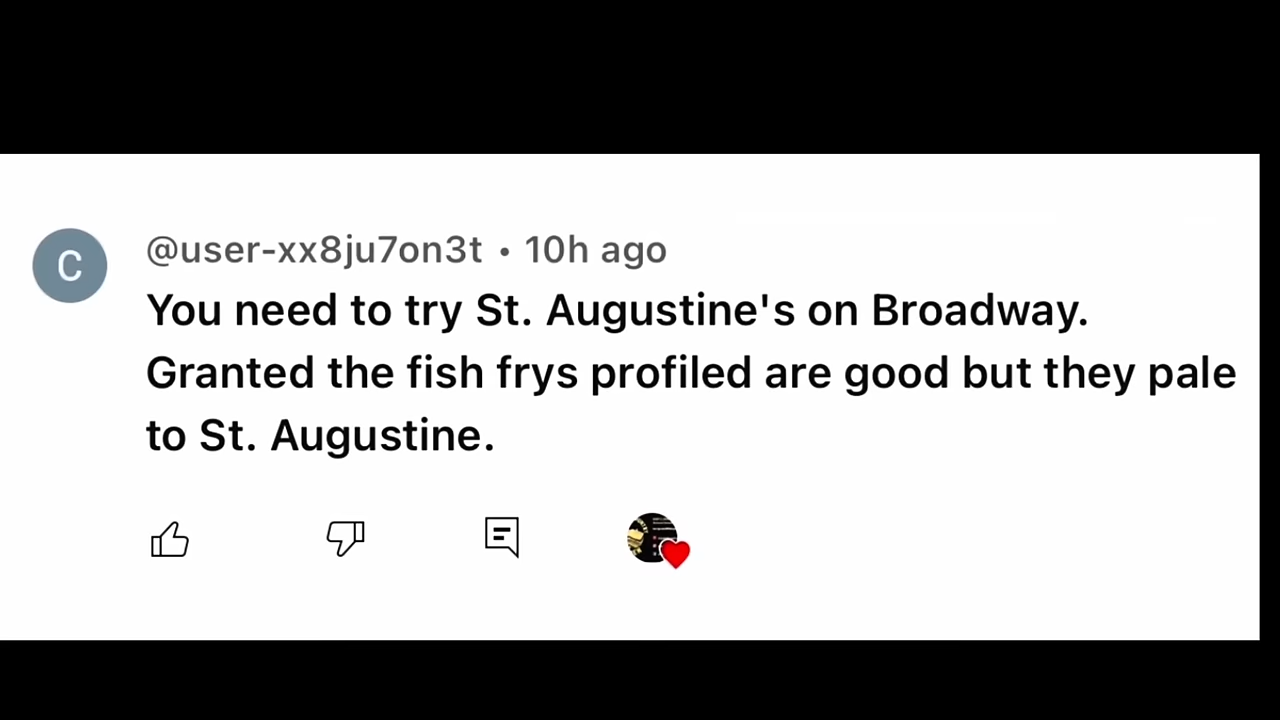 C
@user-xx8ju7on3t • 10h ago
You need to try St. Augustine's on Broadway.
Granted the fish frys profiled are good but they pale
to St. Augustine.